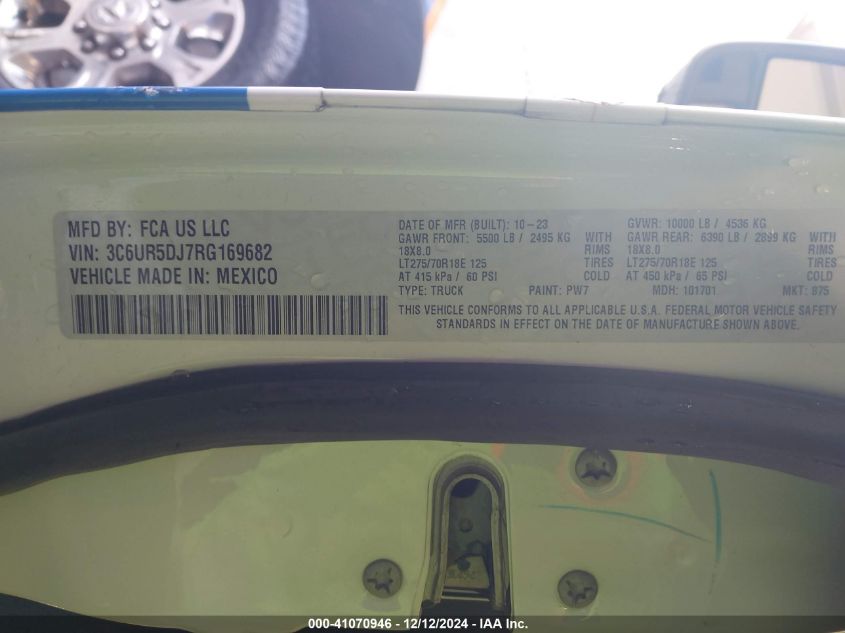 MFD BY: FCA US LLC
VIN: 3C6UR5DJ7RG169682
VEHICLE MADE IN: MEXICO
DATE OF MFR (BUILT): 10-23 GVWR: 10000 LB / 4536 KG
GAWR FRONT: 5500 LB / 2495 KG WITH GAWR REAR: 6390 LB / 2899 KG WITH
18X8.0 RIMS 18X8.0 RIMS
LT275/70R18E 125 TIRES LT275/70R18E 125 TIRES
AT 415 kPa / 60 PSI COLD AT 450 kPa / 65 PSI COLD
TYPE: TRUCK PAINT: PW7 MDH: 101701 MKT: 875
THIS VEHICLE CONFORMS TO ALL APPLICABLE U.S.A. FEDERAL MOTOR VEHICLE SAFETY
STANDARDS IN EFFECT ON THE DATE OF MANUFACTURE SHOWN ABOVE.
000-41070946 - 12/12/2024 - IAA Inc.